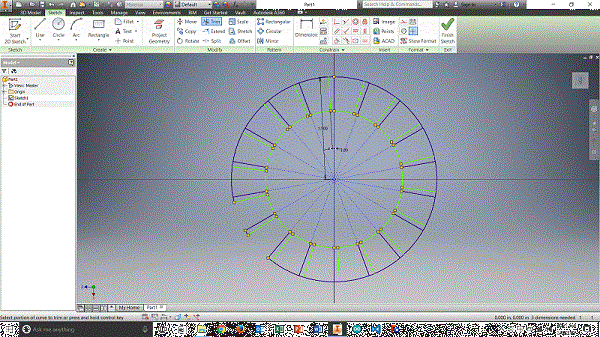 Part1
Search Help & Commands...
3D Model Sketch Inspect Tools Manage View Environments BIM Get Started Vault Autodesk A360
Start
2D Sketch
Line Circle Arc Rectangle
Fillet
Text
Point
Project
Geometry
Move Trim Scale
Copy Extend Stretch
Rotate Split Offset
Rectangular
Circular
Mirror
Dimension
Image
Points
ACAD
Show Format
Finish
Sketch
Sketch Create Modify Pattern Constrain Insert Format Exit
Model
Part1
View: Master
Origin
Sketch1
End of Part
My Home Part1
Select portion of curve to trim or press and hold control key
0.000 in, 0.000 in 3 dimensions needed 1 1
Ask me anything